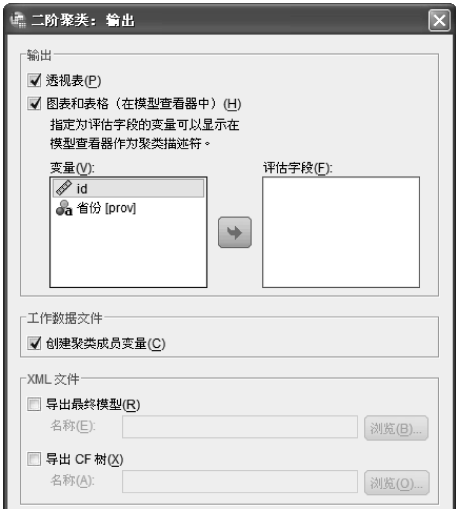 二阶聚类：输出
输出
透视表(P)
图表和表格（在模型查看器中）(H)
指定为评估字段的变量可以显示在
模型查看器作为聚类描述符。
变量(V):
评估字段(F):
id
省份 [prov]
工作数据文件
创建聚类成员变量(C)
XML 文件
导出最终模型(R)
名称(E):
浏览(B)...
导出 CF 树(X)
名称(A):
浏览(O)...